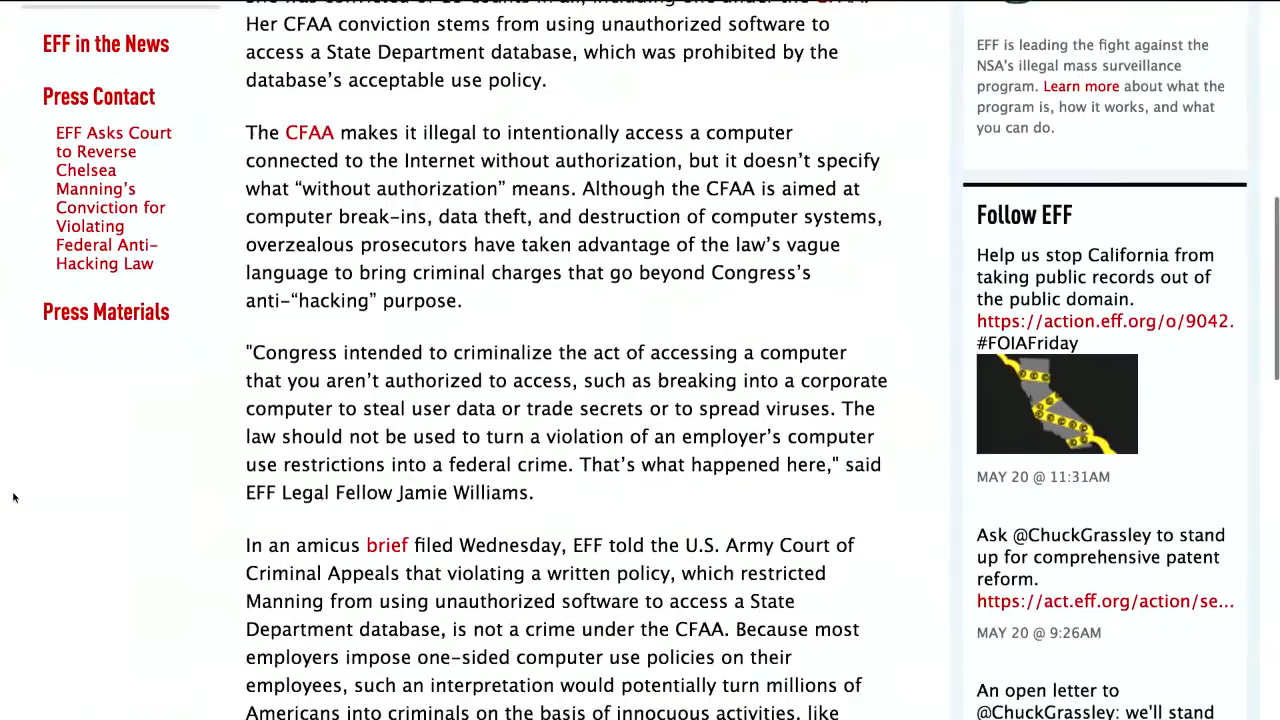 EFF in the News
Press Contact
EFF Asks Court
to Reverse
Chelsea
Manning's
Conviction for
Violating
Federal Anti-
Hacking Law
Press Materials
Her CFAA conviction stems from using unauthorized software to
access a State Department database, which was prohibited by the
database’s acceptable use policy.
The CFAA makes it illegal to intentionally access a computer
connected to the Internet without authorization, but it doesn’t specify
what “without authorization” means. Although the CFAA is aimed at
computer break-ins, data theft, and destruction of computer systems,
overzealous prosecutors have taken advantage of the law’s vague
language to bring criminal charges that go beyond Congress’s
anti-“hacking” purpose.
"Congress intended to criminalize the act of accessing a computer
that you aren’t authorized to access, such as breaking into a corporate
computer to steal user data or trade secrets or to spread viruses. The
law should not be used to turn a violation of an employer’s computer
use restrictions into a federal crime. That’s what happened here," said
EFF Legal Fellow Jamie Williams.
In an amicus brief filed Wednesday, EFF told the U.S. Army Court of
Criminal Appeals that violating a written policy, which restricted
Manning from using unauthorized software to access a State
Department database, is not a crime under the CFAA. Because most
employers impose one-sided computer use policies on their
employees, such an interpretation would potentially turn millions of
Americans into criminals on the basis of innocuous activities, like
EFF is leading the fight against the
NSA's illegal mass surveillance
program. Learn more about what the
program is, how it works, and what
you can do.
Follow EFF
Help us stop California from
taking public records out of
the public domain.
https://action.eff.org/o/9042.
#FOIAFriday
MAY 20 @ 11:31AM
Ask @ChuckGrassley to stand
up for comprehensive patent
reform.
https://act.eff.org/action/se...
MAY 20 @ 9:26AM
An open letter to
@ChuckGrassley: we'll stand